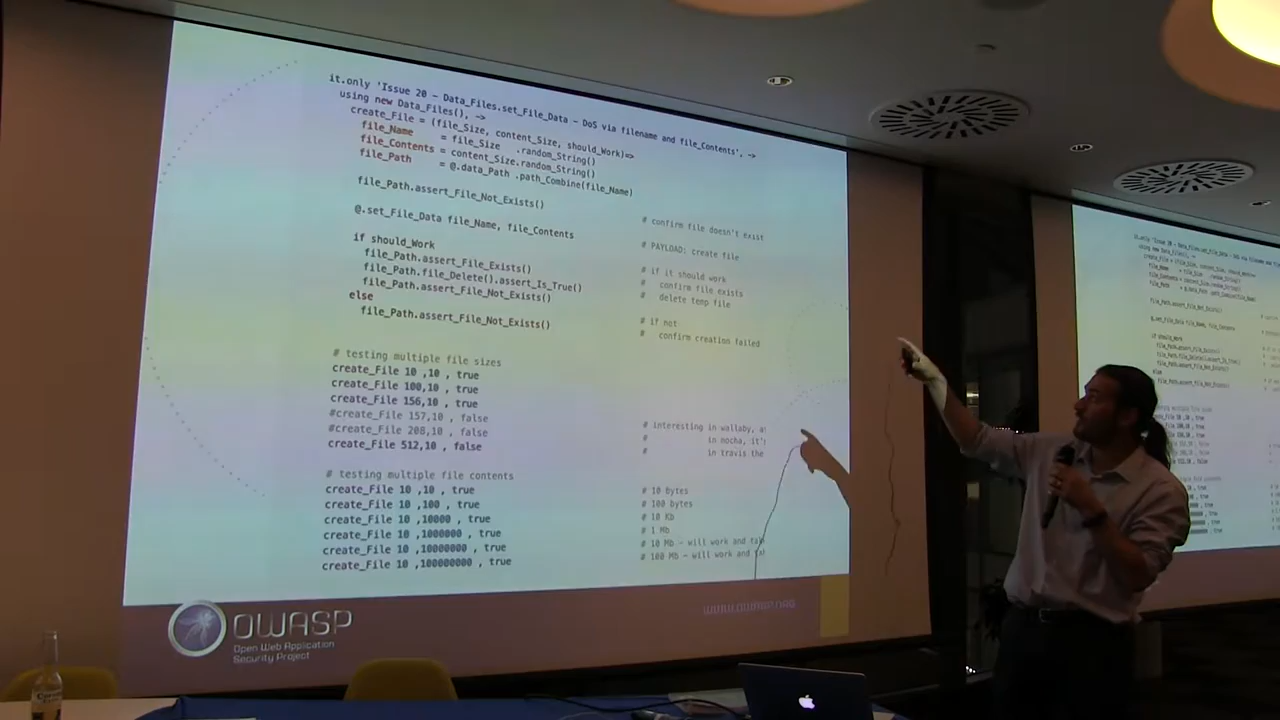 it.only 'Issue 20 - Data_Files.set_File_Data - DoS via filename and file_Contents', ->
using new Data_Files(), ->
create_File = (file_Size, content_Size, should_Work)=>
file_Name = file_Size .random_String()
file_Contents = content_Size.random_String()
file_Path = @.data_Path .path_Combine(file_Name)
file_Path.assert_File_Not_Exists() # confirm file doesn't exist
@.set_File_Data file_Name, file_Contents # PAYLOAD: create file
if should_Work # if it should work
file_Path.assert_File_Exists() # confirm file exists
file_Path.file_Delete().assert_Is_True() # delete temp file
file_Path.assert_File_Not_Exists()
else # if not
file_Path.assert_File_Not_Exists() # confirm creation failed
# testing multiple file sizes
create_File 10 ,10 , true
create_File 100,10 , true
create_File 156,10 , true
#create_File 157,10 , false # interesting in wallaby,
#create_File 208,10 , false # in mocha, it'
create_File 512,10 , false # in travis the
# testing multiple file contents
create_File 10 ,10 , true # 10 bytes
create_File 10 ,100 , true # 100 bytes
create_File 10 ,10000 , true # 10 Kb
create_File 10 ,1000000 , true # 1 Mb
create_File 10 ,10000000 , true # 10 Mb - will work and
create_File 10 ,100000000 , true # 100 Mb - will work and
OWASP
Open Web Application
Security Project
www.owasp.org